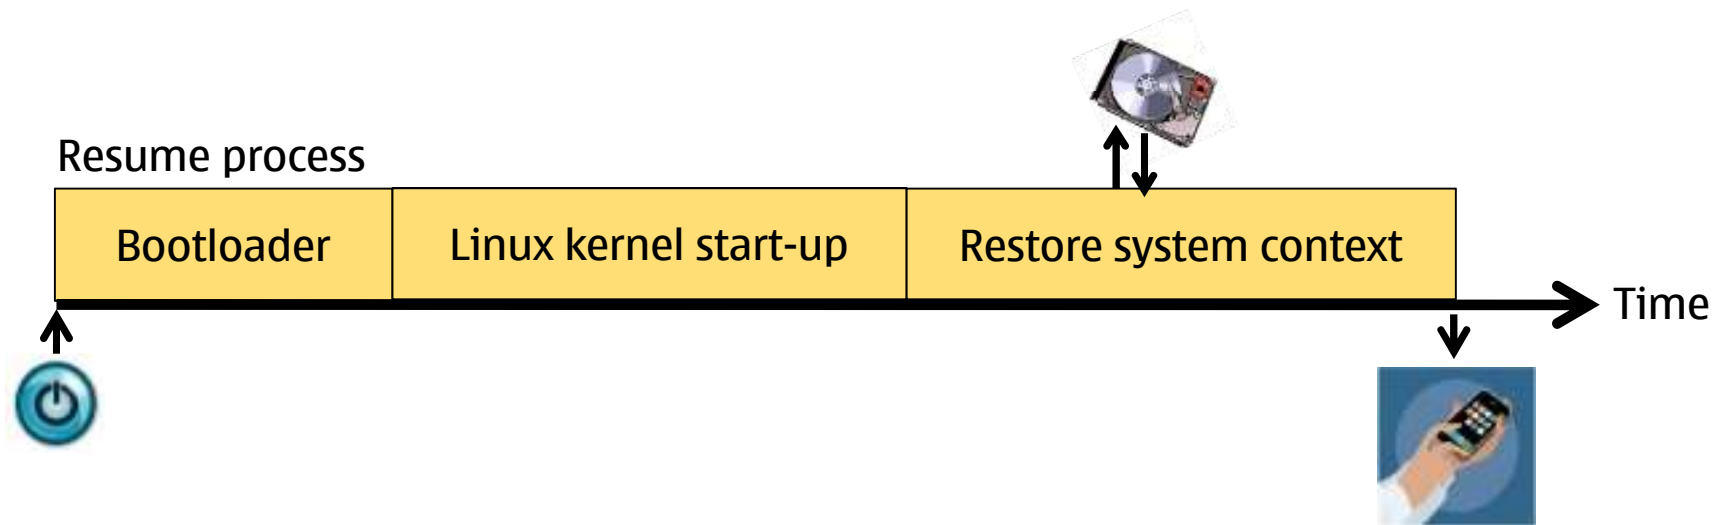 Resume process
Bootloader
Linux kernel start-up
Restore system context
Time